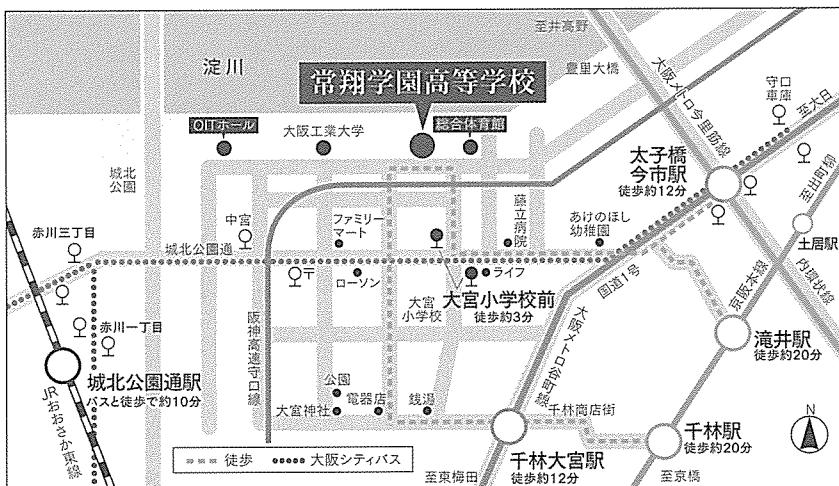 至井高野
淀川
豊里大橋
常翔学園高等学校
大阪メトロ今里筋線
守口
車庫
至大日
OITホール
大阪工業大学
総合体育館
太子橋
今市駅
徒歩約12分
至出町柳
城北
公園
中宮
ファミリー
マート
藤立病院
あけのほし
幼稚園
土居駅
赤川三丁目
城北公園通
〒
ローソン
ライフ
国道1号
京阪本線
内環状線
大宮
小学校
大宮小学校前
徒歩約3分
赤川一丁目
阪神高速守口線
大阪メトロ谷町線
滝井駅
徒歩約20分
城北公園通駅
バスと徒歩で約10分
JRおおさか東線
公園
大宮神社
電器店
銭湯
千林商店街
N
千林駅
徒歩約20分
千林大宮駅
徒歩約12分
徒歩
大阪シティバス
至東梅田
至京橋